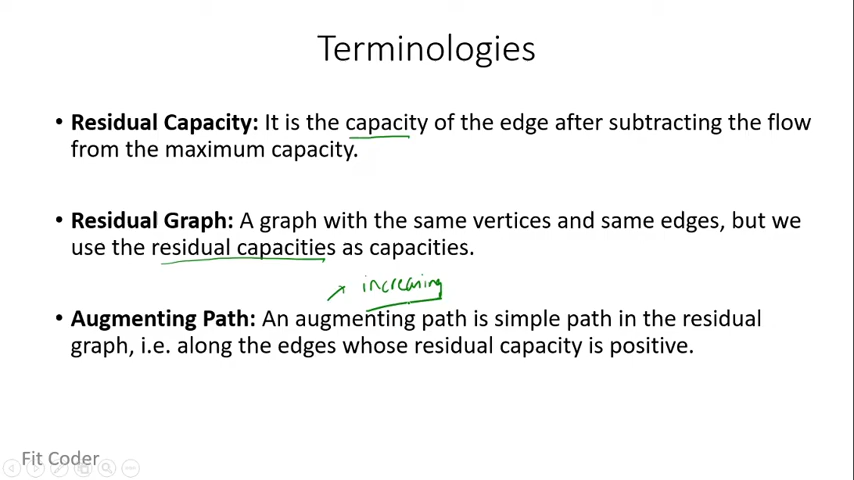 Terminologies
• Residual Capacity: It is the capacity of the edge after subtracting the flow
from the maximum capacity.
• Residual Graph: A graph with the same vertices and same edges, but we
use the residual capacities as capacities.
increasing
• Augmenting Path: An augmenting path is simple path in the residual
graph, i.e. along the edges whose residual capacity is positive.
Fit Coder